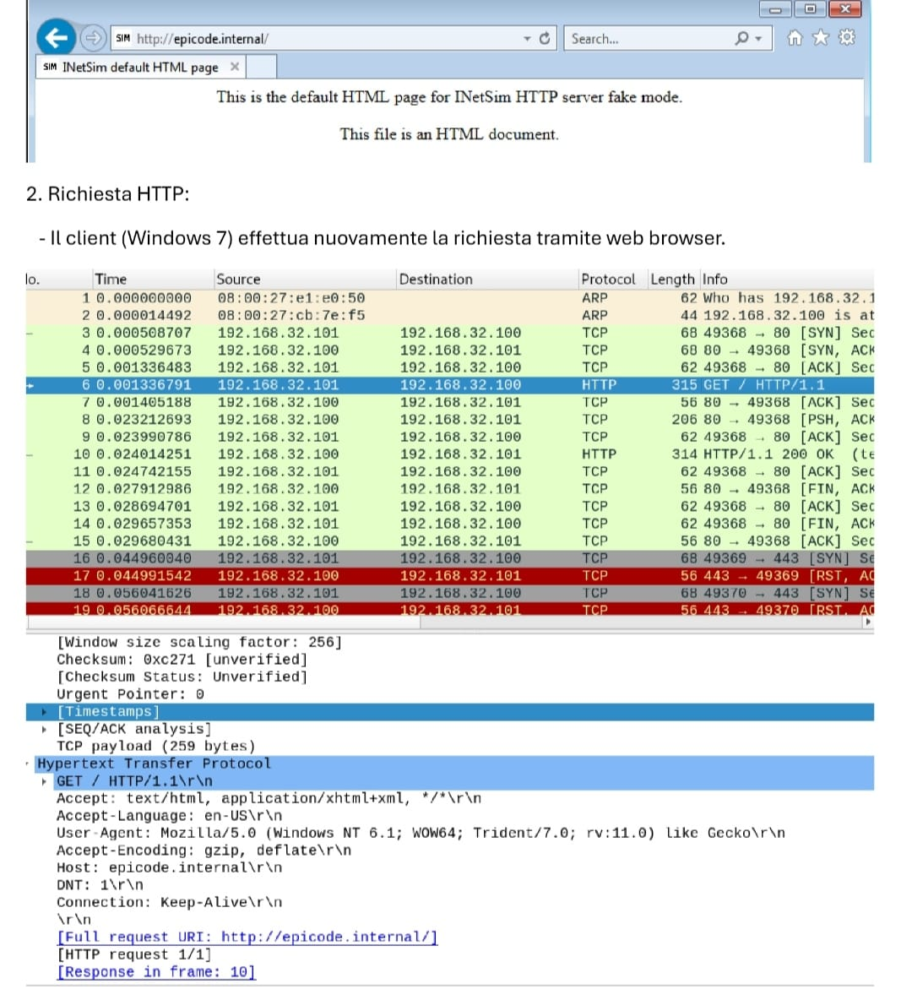 SIM http://epicode.internal/ Search...
SIM INetSim default HTML page
This is the default HTML page for INetSim HTTP server fake mode.
This file is an HTML document.
2. Richiesta HTTP:
- Il client (Windows 7) effettua nuovamente la richiesta tramite web browser.
lo. Time Source Destination Protocol Length Info
1 0.000000000 08:00:27:e1:e0:50 ARP 62 Who has 192.168.32.1
2 0.000014492 08:00:27:cb:7e:f5 ARP 44 192.168.32.100 is at
3 0.000508707 192.168.32.101 192.168.32.100 TCP 68 49368 → 80 [SYN] Sec
4 0.000529673 192.168.32.100 192.168.32.101 TCP 68 80 → 49368 [SYN, ACK
5 0.001336483 192.168.32.101 192.168.32.100 TCP 62 49368 → 80 [ACK] Sec
6 0.001336791 192.168.32.101 192.168.32.100 HTTP 315 GET / HTTP/1.1
7 0.001405188 192.168.32.100 192.168.32.101 TCP 56 80 → 49368 [ACK] Sec
8 0.023212693 192.168.32.100 192.168.32.101 TCP 206 80 → 49368 [PSH, ACK
9 0.023990786 192.168.32.101 192.168.32.100 TCP 62 49368 → 80 [ACK] Sec
10 0.024014251 192.168.32.100 192.168.32.101 HTTP 314 HTTP/1.1 200 OK (te
11 0.024742155 192.168.32.101 192.168.32.100 TCP 62 49368 → 80 [ACK] Sec
12 0.027912986 192.168.32.100 192.168.32.101 TCP 56 80 → 49368 [FIN, ACK
13 0.028694701 192.168.32.101 192.168.32.100 TCP 62 49368 → 80 [ACK] Sec
14 0.029657353 192.168.32.101 192.168.32.100 TCP 62 49368 → 80 [FIN, ACK
15 0.029680431 192.168.32.100 192.168.32.101 TCP 56 80 → 49368 [ACK] Sec
16 0.044960040 192.168.32.101 192.168.32.100 TCP 68 49369 → 443 [SYN] Se
17 0.044991542 192.168.32.100 192.168.32.101 TCP 56 443 → 49369 [RST, AC
18 0.056041626 192.168.32.101 192.168.32.100 TCP 68 49370 → 443 [SYN] Se
19 0.056066644 192.168.32.100 192.168.32.101 TCP 56 443 → 49370 [RST, AC
[Window size scaling factor: 256]
Checksum: 0xc271 [unverified]
[Checksum Status: Unverified]
Urgent Pointer: 0
[Timestamps]
[SEQ/ACK analysis]
TCP payload (259 bytes)
Hypertext Transfer Protocol
GET / HTTP/1.1\r\n
Accept: text/html, application/xhtml+xml, */*\r\n
Accept-Language: en-US\r\n
User-Agent: Mozilla/5.0 (Windows NT 6.1; WOW64; Trident/7.0; rv:11.0) like Gecko\r\n
Accept-Encoding: gzip, deflate\r\n
Host: epicode.internal\r\n
DNT: 1\r\n
Connection: Keep-Alive\r\n
\r\n
[Full request URI: http://epicode.internal/]
[HTTP request 1/1]
[Response in frame: 10]